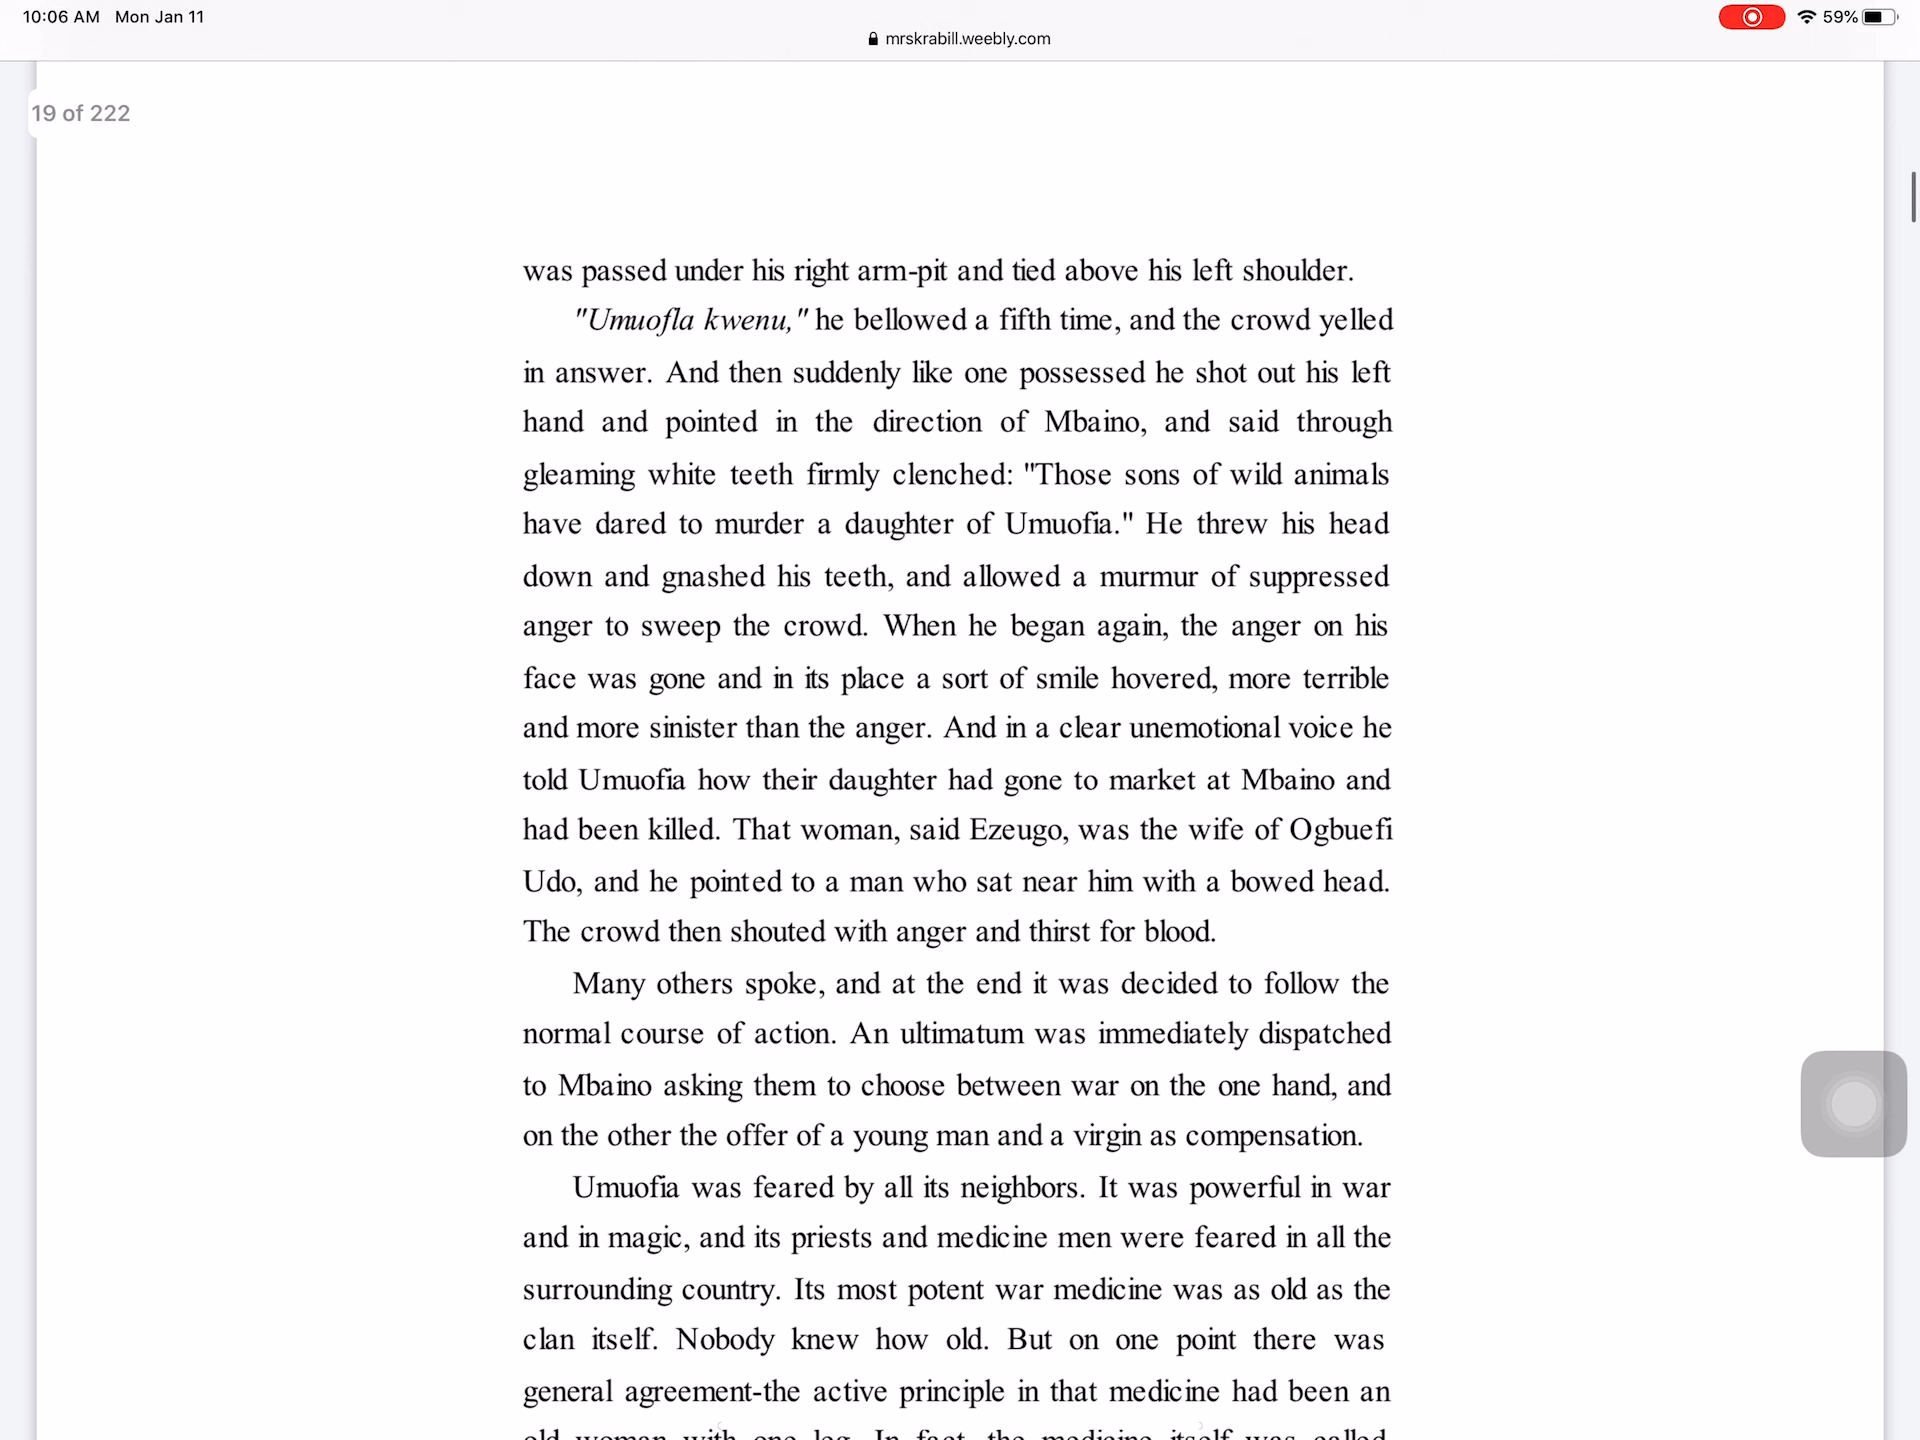 10:06 AM Mon Jan 11
59%
mrskrabill.weebly.com
19 of 222
was passed under his right arm-pit and tied above his left shoulder.
"Umuofla kwenu," he bellowed a fifth time, and the crowd yelled
in answer. And then suddenly like one possessed he shot out his left
hand and pointed in the direction of Mbaino, and said through
gleaming white teeth firmly clenched: "Those sons of wild animals
have dared to murder a daughter of Umuofia." He threw his head
down and gnashed his teeth, and allowed a murmur of suppressed
anger to sweep the crowd. When he began again, the anger on his
face was gone and in its place a sort of smile hovered, more terrible
and more sinister than the anger. And in a clear unemotional voice he
told Umuofia how their daughter had gone to market at Mbaino and
had been killed. That woman, said Ezeugo, was the wife of Ogbuefi
Udo, and he pointed to a man who sat near him with a bowed head.
The crowd then shouted with anger and thirst for blood.
Many others spoke, and at the end it was decided to follow the
normal course of action. An ultimatum was immediately dispatched
to Mbaino asking them to choose between war on the one hand, and
on the other the offer of a young man and a virgin as compensation.
Umuofia was feared by all its neighbors. It was powerful in war
and in magic, and its priests and medicine men were feared in all the
surrounding country. Its most potent war medicine was as old as the
clan itself. Nobody knew how old. But on one point there was
general agreement-the active principle in that medicine had been an
old woman with one leg. In fact, the medicine itself was called